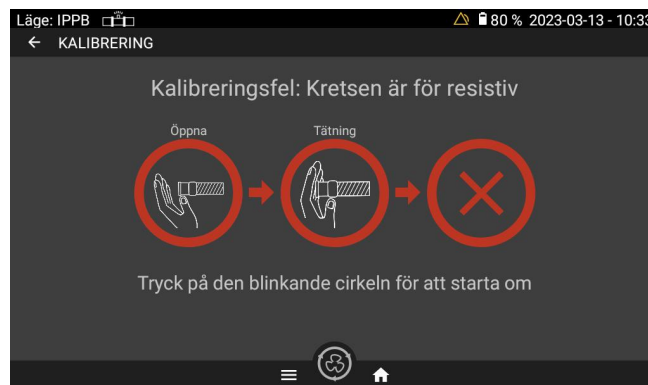 Läge: IPPB 80 % 2023-03-13 - 10:33
KALIBRERING
Kalibreringsfel: Kretsen är för resistiv
Öppna Tätning
Tryck på den blinkande cirkeln för att starta om